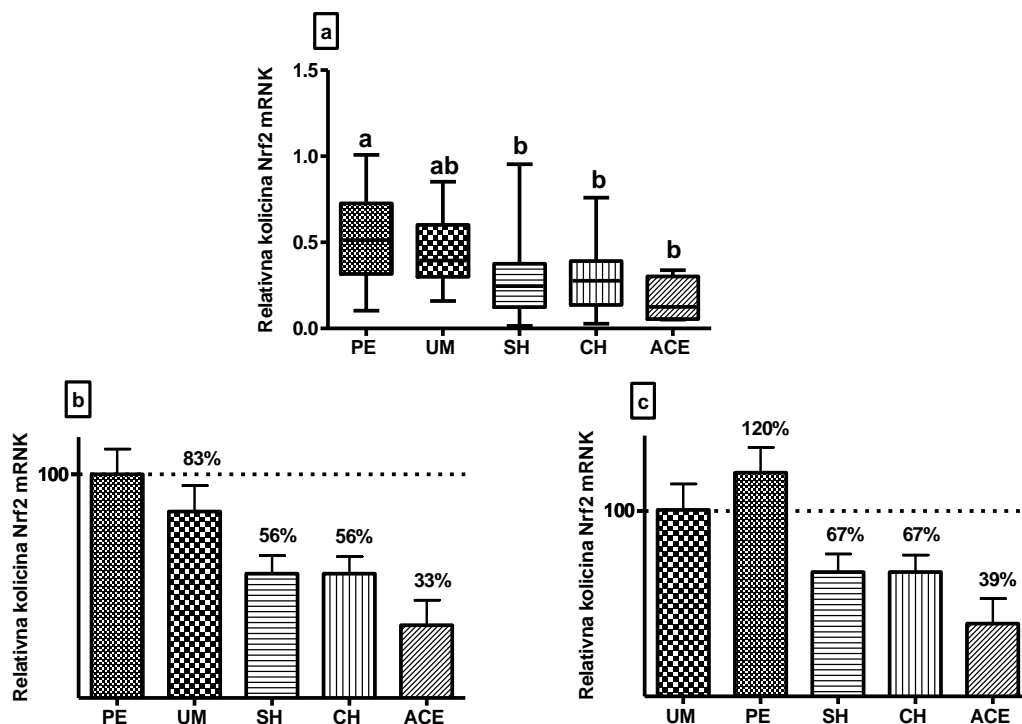 a
Relativna kolicina Nrf2 mRNK
1.5
1.0
0.5
0.0
a
ab
b
b
b
PE UM SH CH ACE
b
Relativna kolicina Nrf2 mRNK
100
83%
56%
56%
33%
PE UM SH CH ACE
c
Relativna kolicina Nrf2 mRNK
100
120%
67%
67%
39%
UM PE SH CH ACE